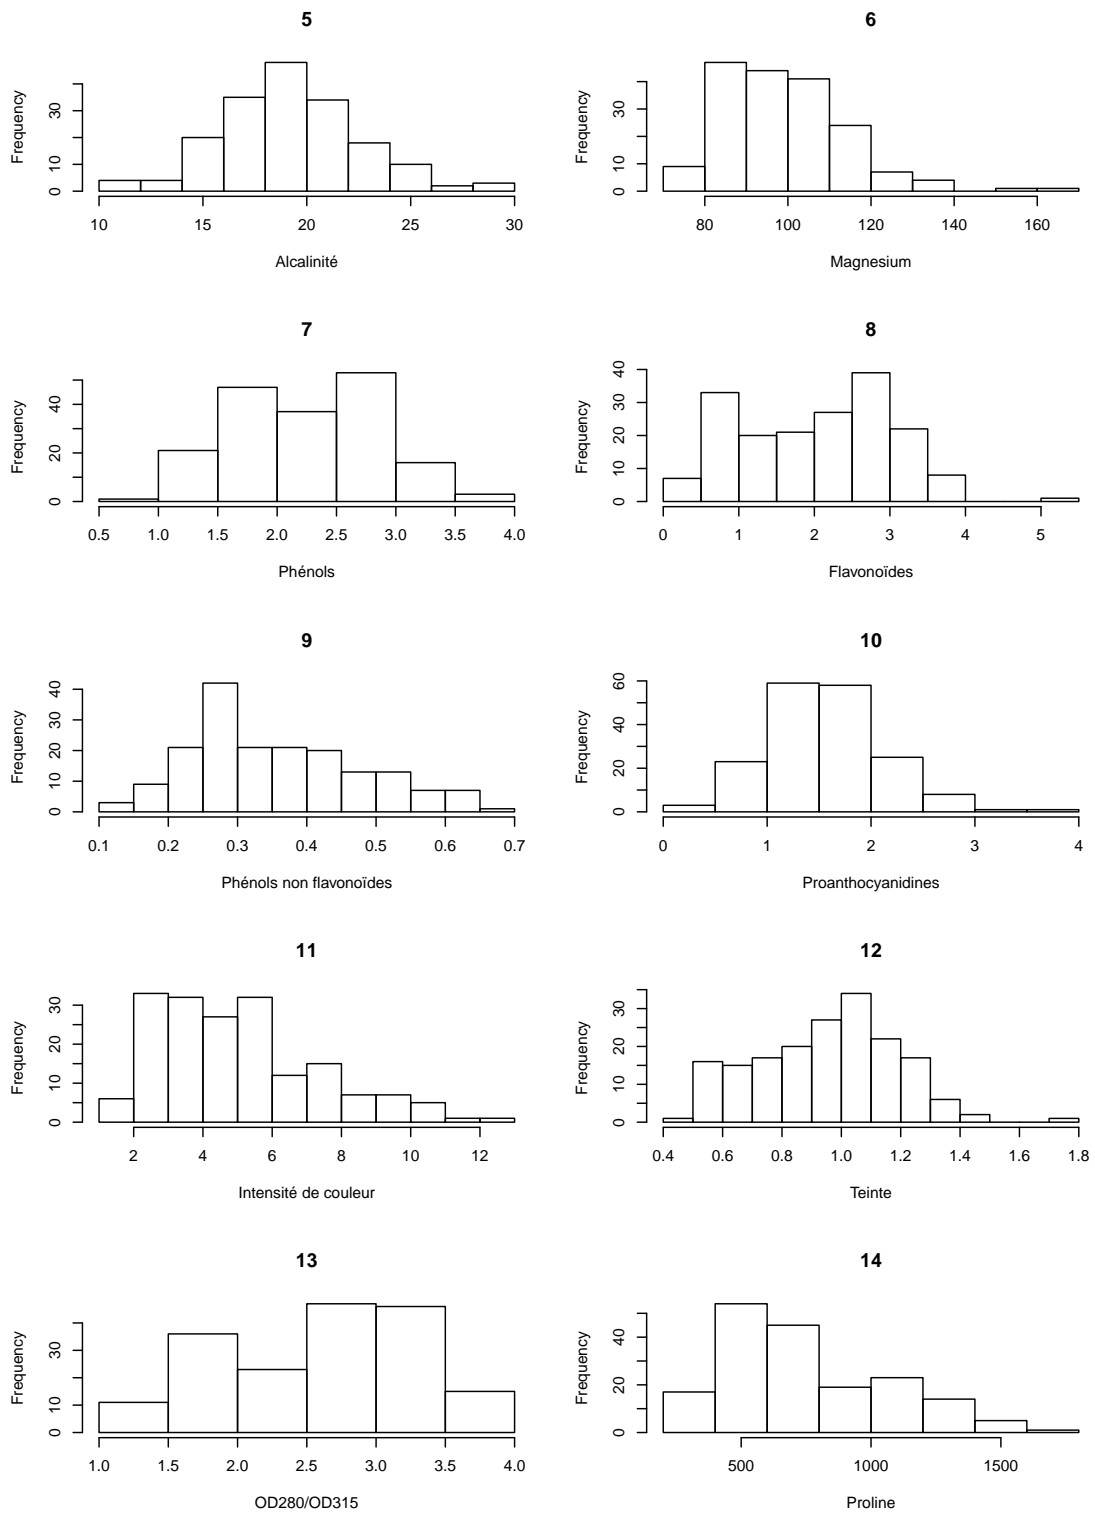 5
Frequency
0 10 30
10 15 20 25 30
Alcalinité
6
Frequency
0 10 30
80 100 120 140 160
Magnesium
7
Frequency
0 20 40
0.5 1.0 1.5 2.0 2.5 3.0 3.5 4.0
Phénols
8
Frequency
0 10 20 30 40
0 1 2 3 4 5
Flavonoïdes
9
Frequency
0 10 20 30 40
0.1 0.2 0.3 0.4 0.5 0.6 0.7
Phénols non flavonoïdes
10
Frequency
0 20 40 60
0 1 2 3 4
Proanthocyanidines
11
Frequency
0 10 20 30
2 4 6 8 10 12
Intensité de couleur
12
Frequency
0 10 20 30
0.4 0.6 0.8 1.0 1.2 1.4 1.6 1.8
Teinte
13
Frequency
0 10 30
1.0 1.5 2.0 2.5 3.0 3.5 4.0
OD280/OD315
14
Frequency
0 20 40
500 1000 1500
Proline